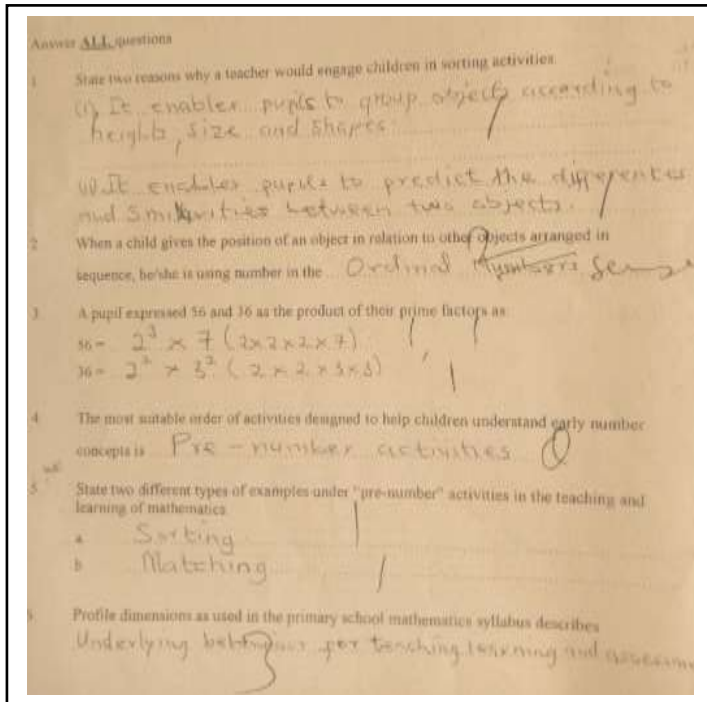 Answer ALL questions
1 State two reasons why a teacher would engage children in sorting activities.
(i) It enables pupils to group objects according to
height, size and shapes.
(ii) It enables pupils to predict the differentes
and similarities between two objects.
2 When a child gives the position of an object in relation to other objects arranged in
sequence, he/she is using number in the Ordinal Numbers Sense
3 A pupil expressed 56 and 36 as the product of their prime factors as:
56 = 2³ × 7 (2×2×2×7)
36 = 2² × 3² (2×2×3×3)
4 The most suitable order of activities designed to help children understand early number
concepts is Pre-number activities
5 State two different types of examples under "pre-number" activities in the teaching and
learning of mathematics
a Sorting
b Matching
6 Profile dimensions as used in the primary school mathematics syllabus describes
Underlying behaviour for teaching, learning and